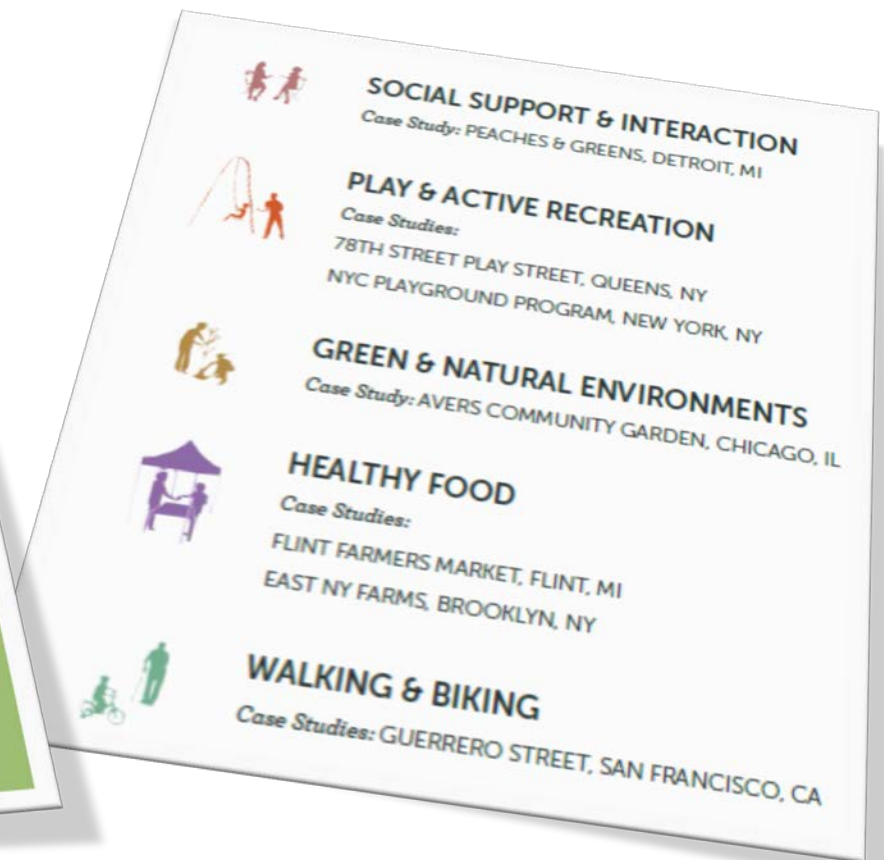 SOCIAL SUPPORT & INTERACTION
Case Study: PEACHES & GREENS, DETROIT, MI
PLAY & ACTIVE RECREATION
Case Studies:
78TH STREET PLAY STREET, QUEENS, NY
NYC PLAYGROUND PROGRAM, NEW YORK, NY
GREEN & NATURAL ENVIRONMENTS
Case Study: AVERS COMMUNITY GARDEN, CHICAGO, IL
HEALTHY FOOD
Case Studies:
FLINT FARMERS MARKET, FLINT, MI
EAST NY FARMS, BROOKLYN, NY
WALKING & BIKING
Case Studies: GUERRERO STREET, SAN FRANCISCO, CA